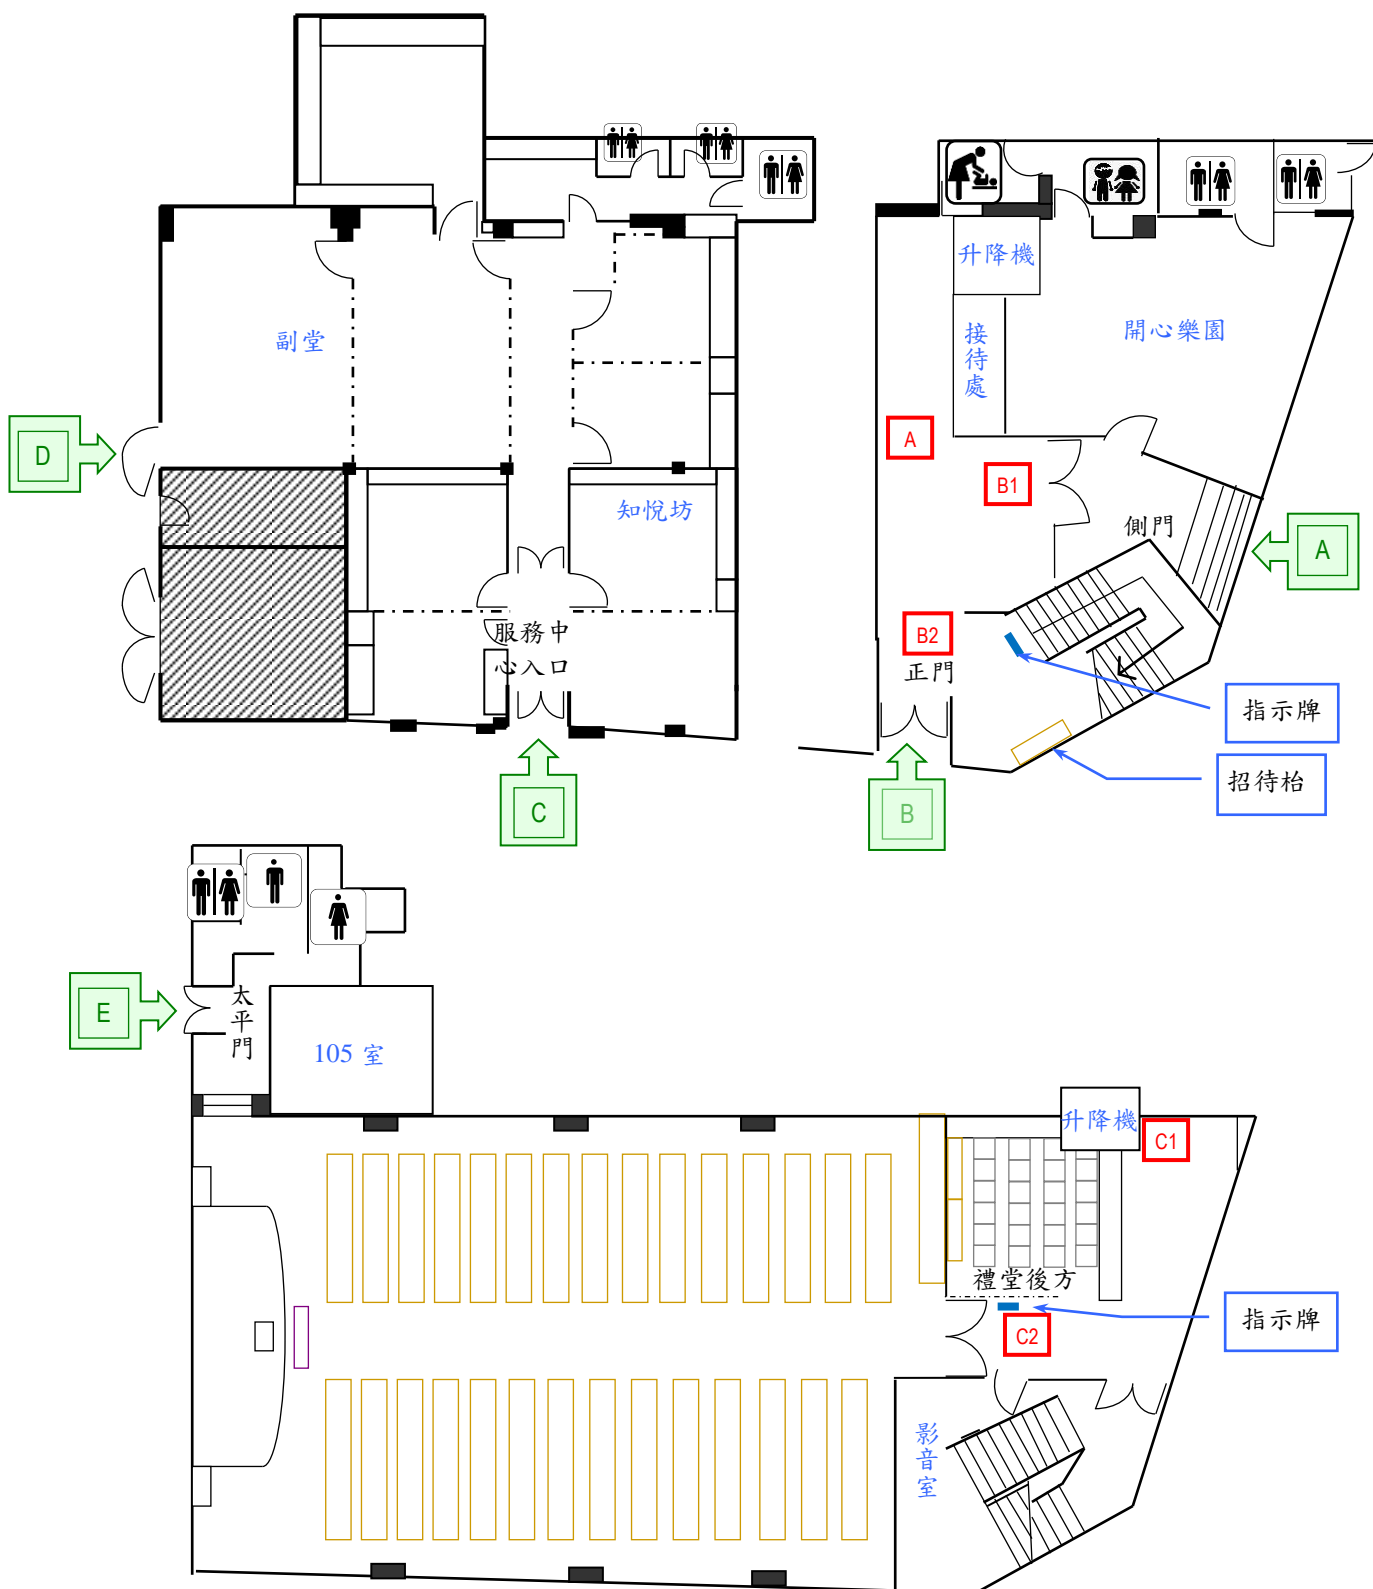 升降機
副堂
接待處
開心樂園
A
D
B1
知悅坊
側門
A
服務中
心入口
B2
正門
指示牌
招待枱
C
B
太平門
E
105 室
升降機
C1
禮堂後方
指示牌
C2
影音室